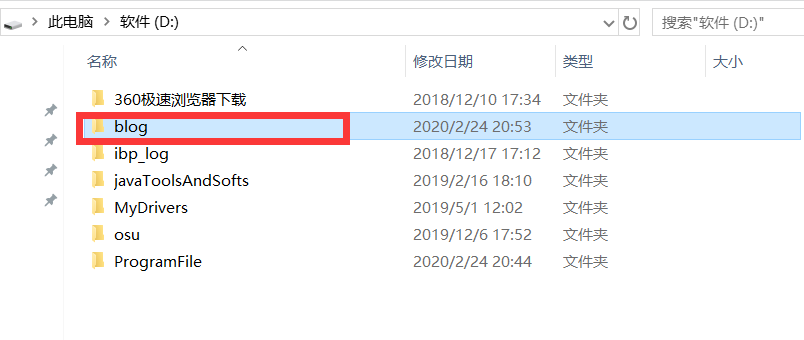 此电脑 > 软件 (D:) 搜索"软件 (D:)"
名称 修改日期 类型 大小
360极速浏览器下载 2018/12/10 17:34 文件夹
blog 2020/2/24 20:53 文件夹
ibp_log 2018/12/17 17:12 文件夹
javaToolsAndSofts 2019/2/16 18:10 文件夹
MyDrivers 2019/5/1 12:02 文件夹
osu 2019/12/6 17:52 文件夹
ProgramFile 2020/2/24 20:44 文件夹